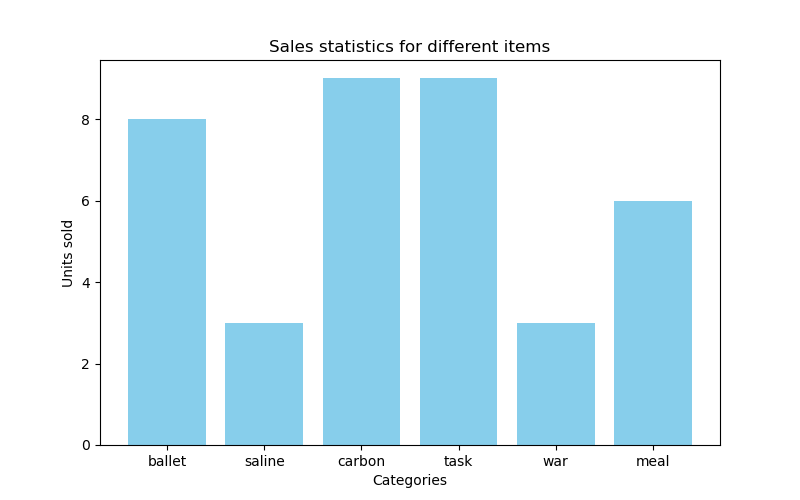 Sales statistics for different items
Units sold
8
6
4
2
0
ballet saline carbon task war meal
Categories